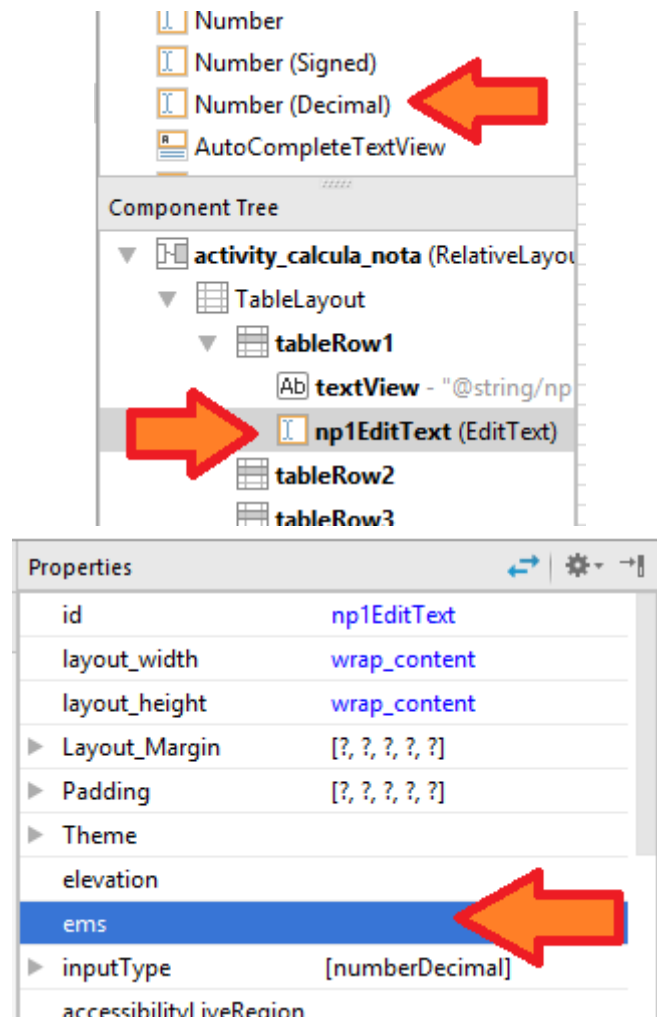 Number
Number (Signed)
Number (Decimal)
AutoCompleteTextView
Component Tree
activity_calcula_nota (RelativeLayou
TableLayout
tableRow1
Ab textView - "@string/np
np1EditText (EditText)
tableRow2
tableRow3
Properties
id np1EditText
layout_width wrap_content
layout_height wrap_content
Layout_Margin [?, ?, ?, ?, ?]
Padding [?, ?, ?, ?, ?]
Theme
elevation
ems
inputType [numberDecimal]
accessibilityLiveRegion